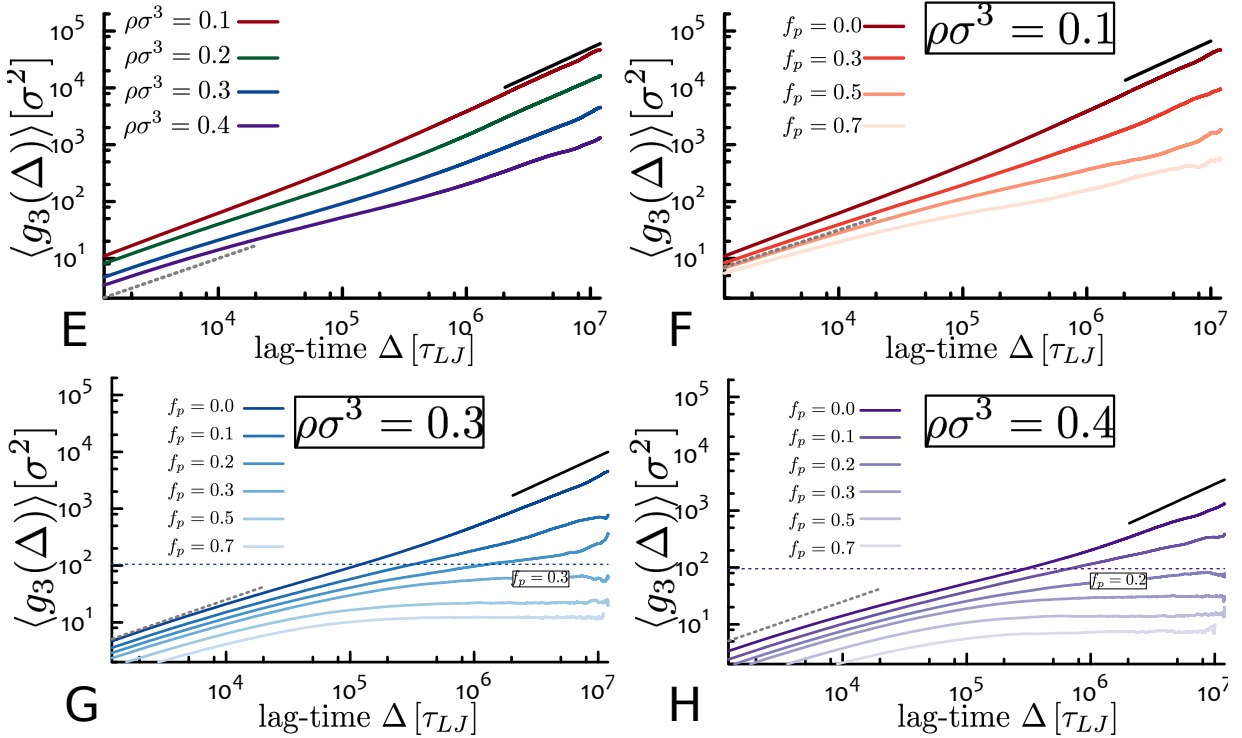 ρσ³ = 0.1
ρσ³ = 0.2
ρσ³ = 0.3
ρσ³ = 0.4
⟨g₃(Δ)⟩[σ²]
10⁵
10⁴
10³
10²
10¹
10⁴ 10⁵ 10⁶ 10⁷
E
lag-time Δ [τ_LJ]
f_p = 0.0
f_p = 0.3
f_p = 0.5
f_p = 0.7
ρσ³ = 0.1
⟨g₃(Δ)⟩[σ²]
10⁵
10⁴
10³
10²
10¹
10⁴ 10⁵ 10⁶ 10⁷
F
lag-time Δ [τ_LJ]
f_p = 0.0
f_p = 0.1
f_p = 0.2
f_p = 0.3
f_p = 0.5
f_p = 0.7
ρσ³ = 0.3
⟨g₃(Δ)⟩[σ²]
10⁵
10⁴
10³
10²
10¹
f_p = 0.3
10⁴ 10⁵ 10⁶ 10⁷
G
lag-time Δ [τ_LJ]
f_p = 0.0
f_p = 0.1
f_p = 0.2
f_p = 0.3
f_p = 0.5
f_p = 0.7
ρσ³ = 0.4
⟨g₃(Δ)⟩[σ²]
10⁵
10⁴
10³
10²
10¹
f_p = 0.2
10⁴ 10⁵ 10⁶ 10⁷
H
lag-time Δ [τ_LJ]